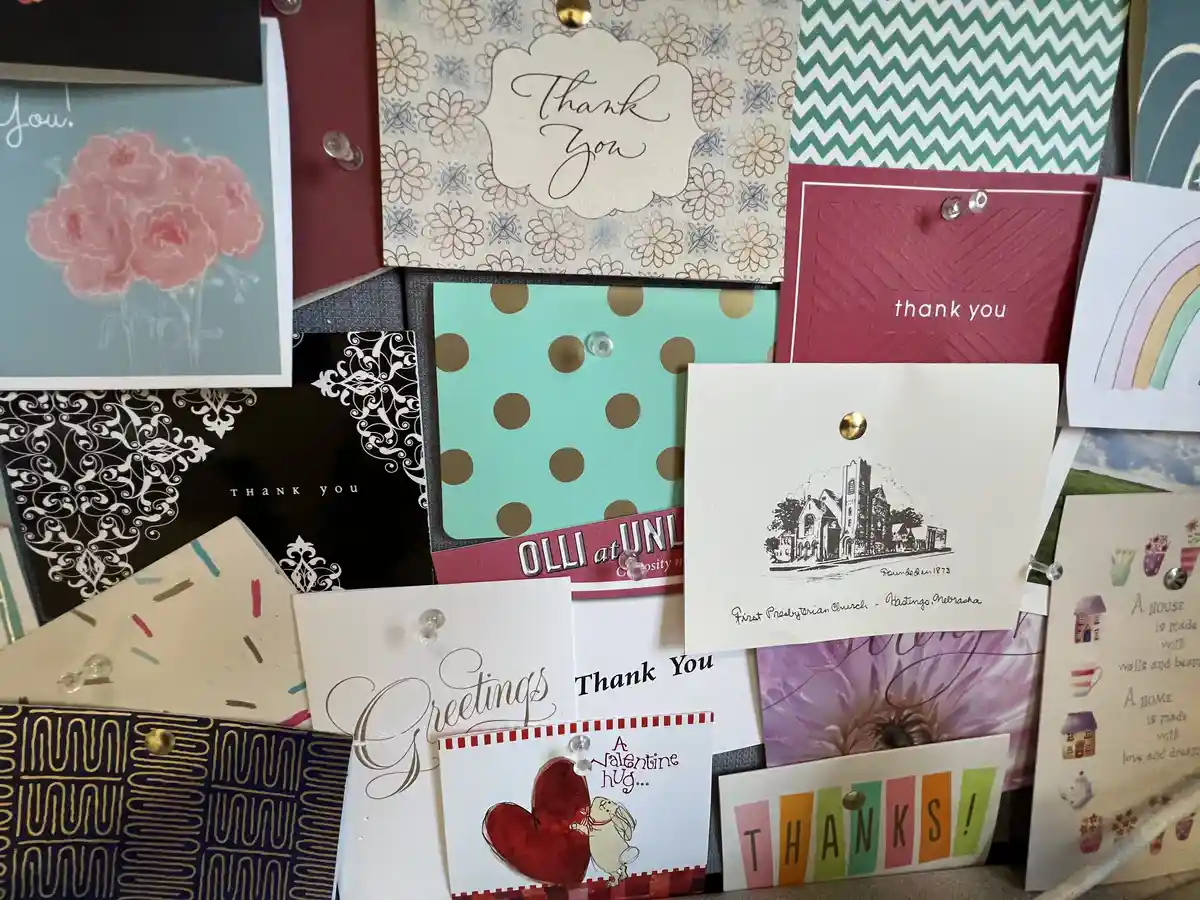 You!
Thank
You
thank you
THANK YOU
OLLI at UNL
Curiosity
Founded in 1873
First Presbyterian Church - Hastings, Nebraska
Greetings
Thank You
A
Valentine
hug...
THANKS!
A HOUSE
is made
with
walls and beams
A HOME
is made
with
love and dreams